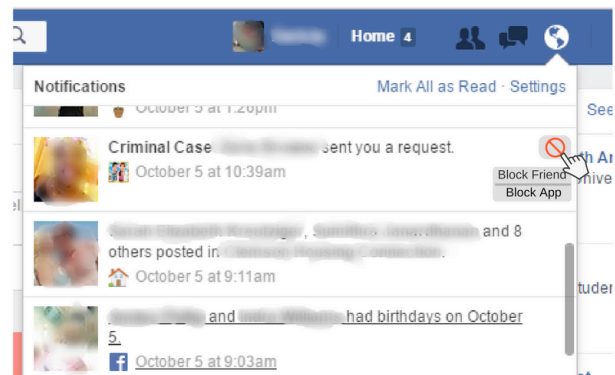 Home 4
Notifications
Mark All as Read · Settings
October 5 at 1:26pm
See
Criminal Case
sent you a request.
October 5 at 10:39am
Block Friend
Block App
and 8
others posted in
October 5 at 9:11am
and had birthdays on October
5.
October 5 at 9:03am